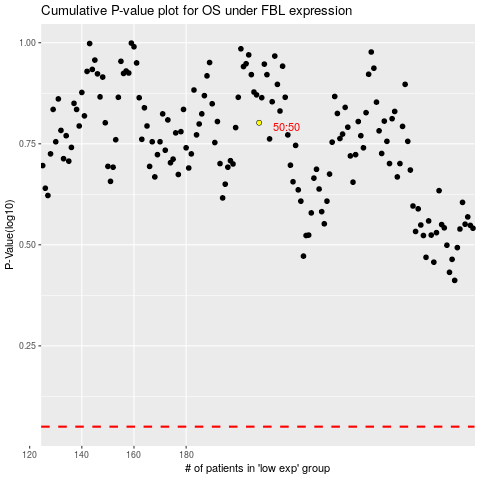 Cumulative P-value plot for OS under FBL expression
P-Value(log10)
1.00
0.75
0.50
0.25
50:50
120 140 160 180
# of patients in 'low exp' group